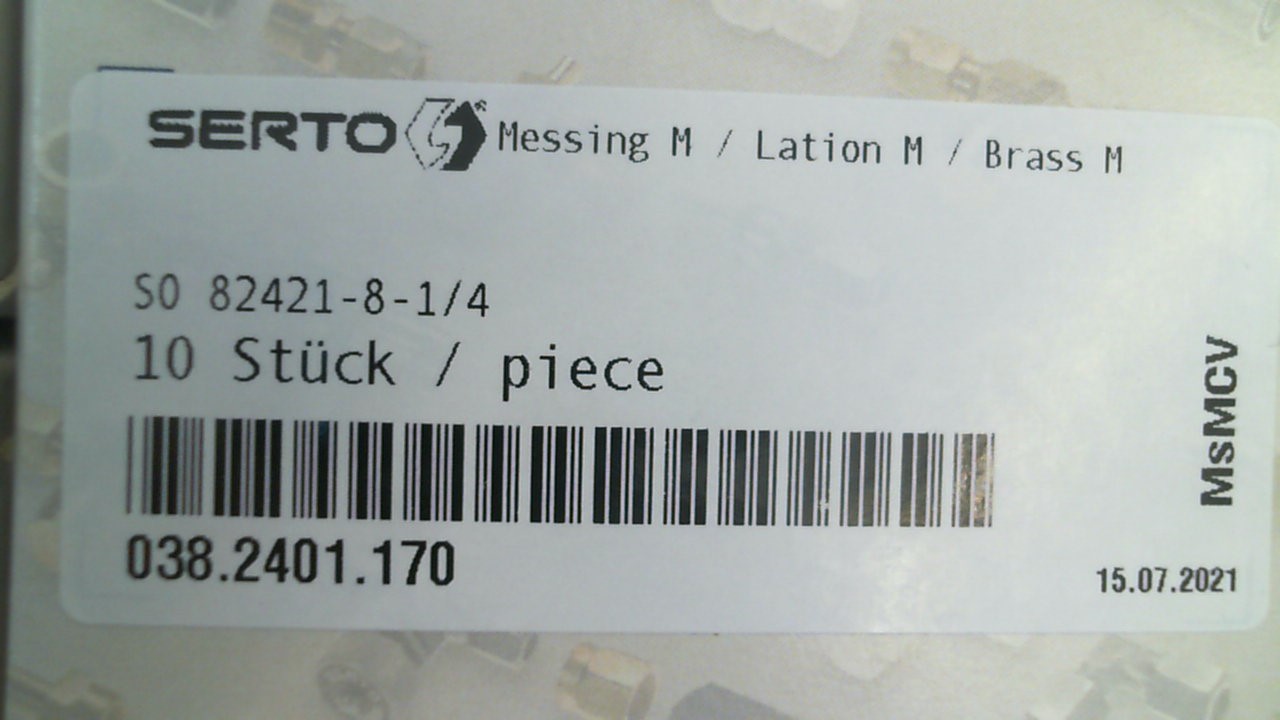 SERTO® Messing M / Lation M / Brass M
SO 82421-8-1/4
10 Stück / piece
MsMCV
038.2401.170
15.07.2021